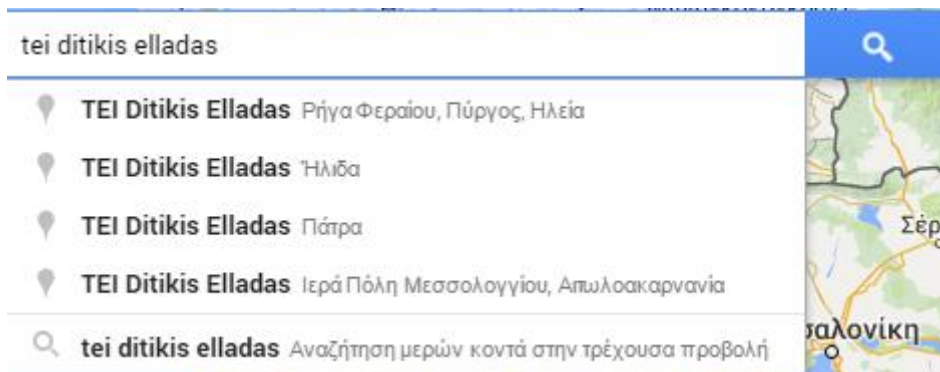 tei ditikis elladas
TEI Ditikis Elladas Ρήγα Φεραίου, Πύργος, Ηλεία
TEI Ditikis Elladas Ήλιδα
TEI Ditikis Elladas Πάτρα
TEI Ditikis Elladas Ιερά Πόλη Μεσσολογγίου, Απωλοακαρνανία
tei ditikis elladas Αναζήτηση μερών κοντά στην τρέχουσα προβολή
Σέρ
σαλονίκη